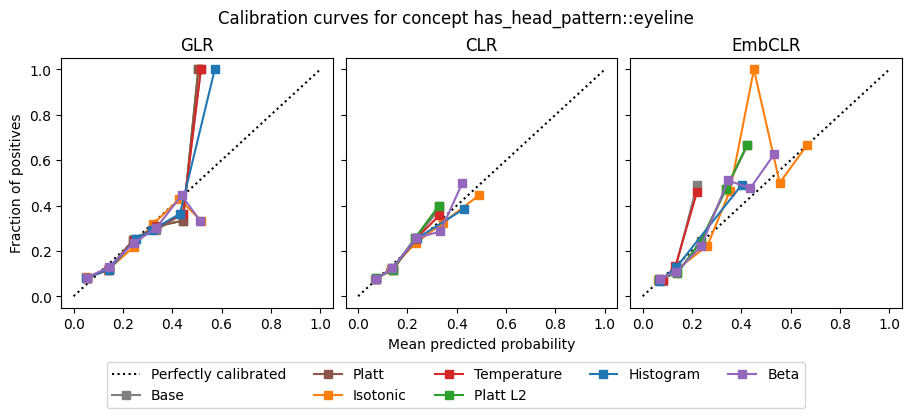 Calibration curves for concept has_head_pattern::eyeline
GLR
CLR
EmbCLR
Fraction of positives
1.0
0.8
0.6
0.4
0.2
0.0
0.0 0.2 0.4 0.6 0.8 1.0
0.0 0.2 0.4 0.6 0.8 1.0
0.0 0.2 0.4 0.6 0.8 1.0
Mean predicted probability
Perfectly calibrated Platt Temperature Histogram Beta
Base Isotonic Platt L2